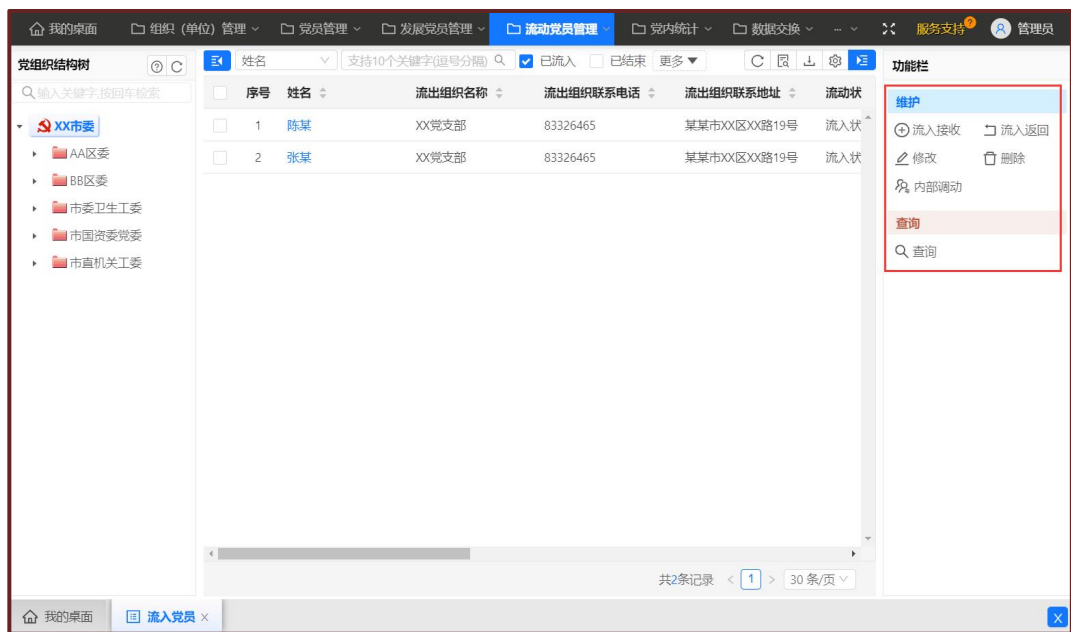 我的桌面 组织（单位）管理 党员管理 发展党员管理 流动党员管理 党内统计 数据交换 ... 服务支持 ? 管理员
党组织结构树
输入关键字,按回车检索
XX市委
AA区委
BB区委
市委卫生工委
市国资委党委
市直机关工委
姓名 支持10个关键字(逗号分隔) 已流入 已结束 更多▼
序号 姓名 流出组织名称 流出组织联系电话 流出组织联系地址 流动状
1 陈某 XX党支部 83326465 某某市XX区XX路19号 流入状
2 张某 XX党支部 83326465 某某市XX区XX路19号 流入状
共2条记录 < 1 > 30 条/页
功能栏
维护
流入接收 流入返回
修改 删除
内部调动
查询
查询
我的桌面 流入党员 × X